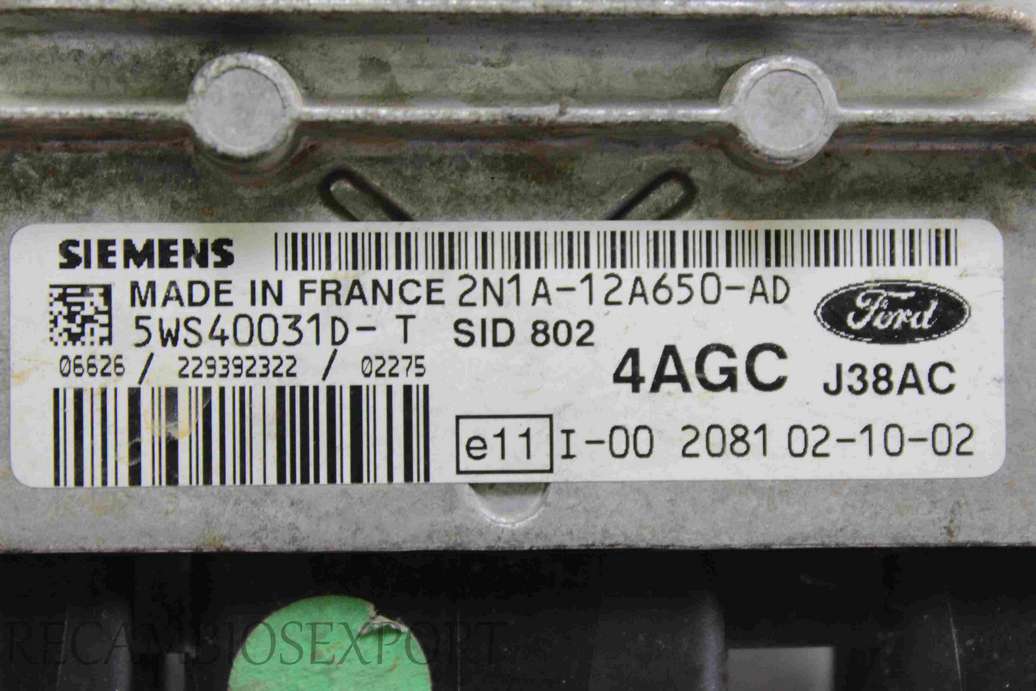 SIEMENS
MADE IN FRANCE 2N1A-12A650-AD
Ford
5WS40031D-T SID 802
06626 / 229392322 / 02275
4AGC J38AC
e11 I-00 2081 02-10-02
RECAMBIOSEXPORT